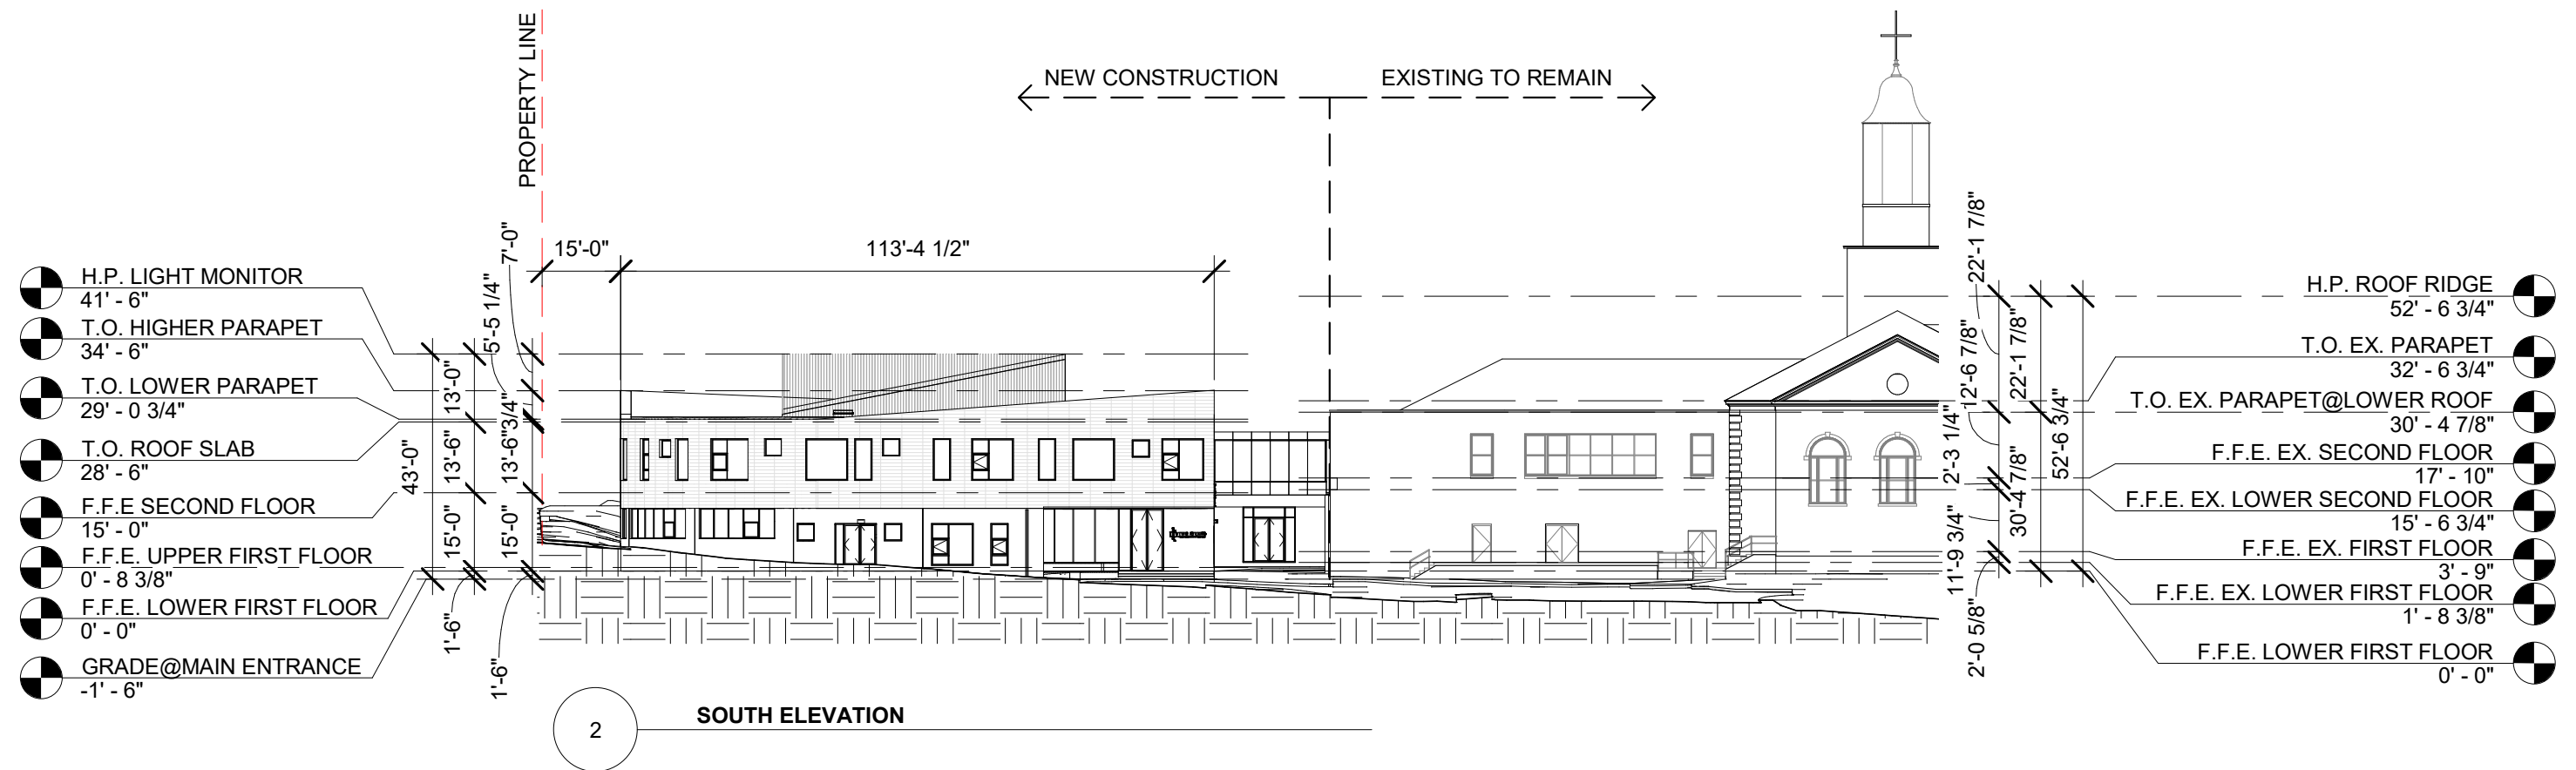 PROPERTY LINE
NEW CONSTRUCTION
EXISTING TO REMAIN
15'-0"
113'-4 1/2"
H.P. LIGHT MONITOR
41' - 6"
T.O. HIGHER PARAPET
34' - 6"
T.O. LOWER PARAPET
29' - 0 3/4"
T.O. ROOF SLAB
28' - 6"
F.F.E SECOND FLOOR
15' - 0"
F.F.E. UPPER FIRST FLOOR
0' - 8 3/8"
F.F.E. LOWER FIRST FLOOR
0' - 0"
GRADE@MAIN ENTRANCE
-1' - 6"
43'-0"
13'-0"
13'-6"
15'-0"
1'-6"
7'-0"
5'-5 1/4"
3/4"
13'-6"
15'-0"
1'-6"
22'-1 7/8"
12'-6 7/8"
2'-3 1/4"
11'-9 3/4"
2'-0 5/8"
22'-1 7/8"
30'-4 7/8"
52'-6 3/4"
H.P. ROOF RIDGE
52' - 6 3/4"
T.O. EX. PARAPET
32' - 6 3/4"
T.O. EX. PARAPET@LOWER ROOF
30' - 4 7/8"
F.F.E. EX. SECOND FLOOR
17' - 10"
F.F.E. EX. LOWER SECOND FLOOR
15' - 6 3/4"
F.F.E. EX. FIRST FLOOR
3' - 9"
F.F.E. EX. LOWER FIRST FLOOR
1' - 8 3/8"
F.F.E. LOWER FIRST FLOOR
0' - 0"
2
SOUTH ELEVATION